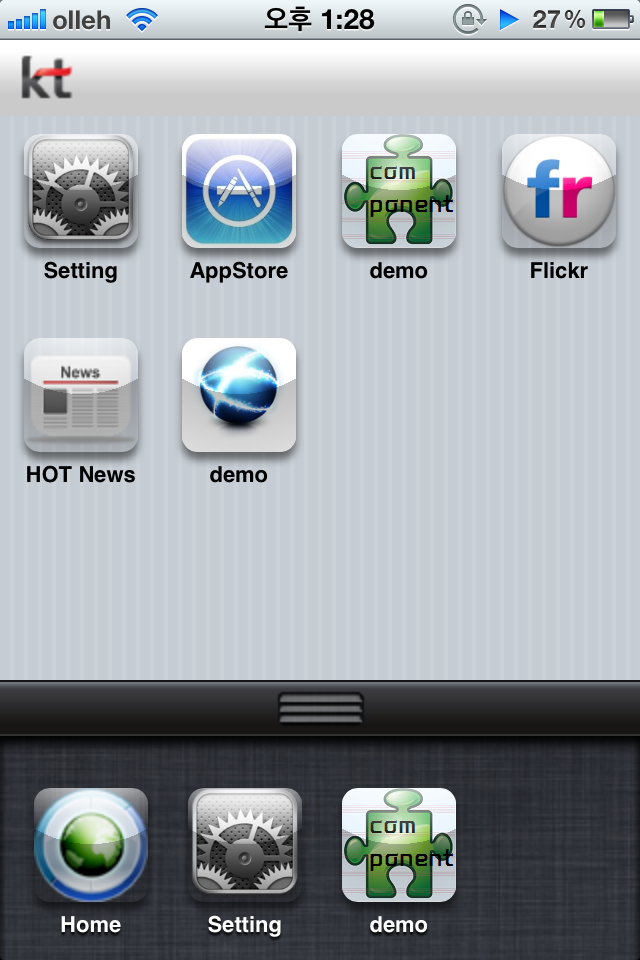 olleh 오후 1:28 27%
kt
com
ponent
fr
Setting AppStore demo Flickr
News
HOT News demo
com
ponent
Home Setting demo